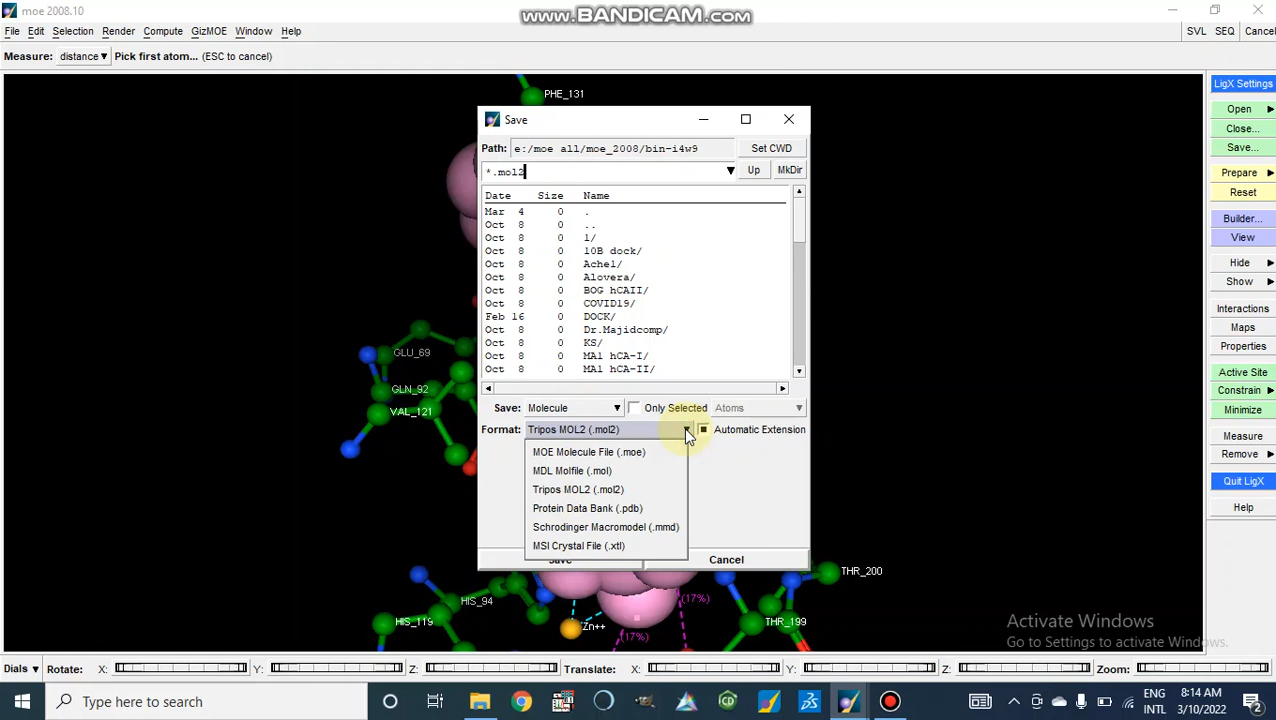 moe 2008.10
www.BANDICAM.com
File Edit Selection Render Compute GizMOE Window Help
SVL SEQ Cancel
Measure: distance Pick first atom... (ESC to cancel)
PHE_131
GLU_69
GLN_92
VAL_121
HIS_94
HIS_119
Zn++
(17%)
(17%)
THR_200
THR_199
Save
Path: e:/moe all/moe_2008/bin-i4w9 Set CWD
*.mol2 Up MkDir
Date Size Name
Mar 4 0 .
Oct 8 0 ..
Oct 8 0 1/
Oct 8 0 10B dock/
Oct 8 0 Ache1/
Oct 8 0 Alovera/
Oct 8 0 BOG hCAII/
Oct 8 0 COVID19/
Feb 16 0 DOCK/
Oct 8 0 Dr.Majidcomp/
Oct 8 0 KS/
Oct 8 0 MA1 hCA-I/
Oct 8 0 MA1 hCA-II/
Save: Molecule Only Selected Atoms
Format: Tripos MOL2 (.mol2) Automatic Extension
MOE Molecule File (.moe)
MDL Molfile (.mol)
Tripos MOL2 (.mol2)
Protein Data Bank (.pdb)
Schrodinger Macromodel (.mmd)
MSI Crystal File (.xtl)
Save Cancel
LigX Settings
Open
Close...
Save...
Prepare
Reset
Builder...
View
Hide
Show
Interactions
Maps
Properties
Active Site
Constrain
Minimize
Measure
Remove
Quit LigX
Help
Activate Windows
Go to Settings to activate Windows.
Dials Rotate: X: Y: Z: Translate: X: Y: Z: Zoom:
Type here to search
ENG
INTL
8:14 AM
3/10/2022
2